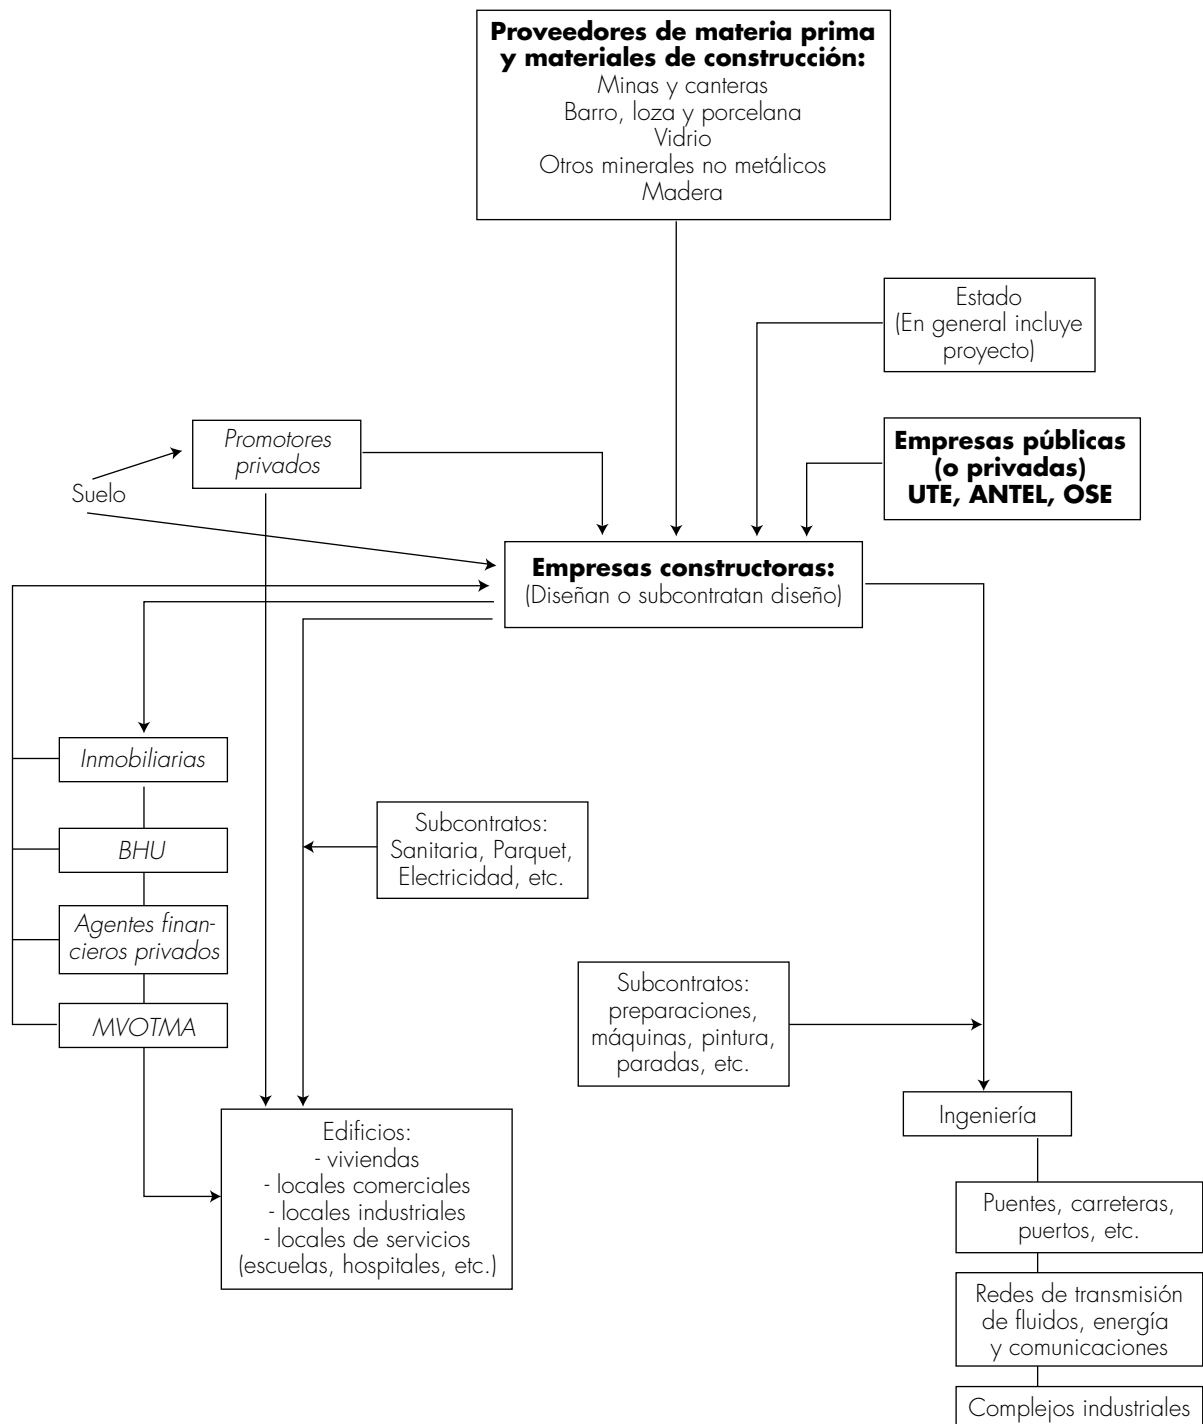 Proveedores de materia prima
y materiales de construcción:
Minas y canteras
Barro, loza y porcelana
Vidrio
Otros minerales no metálicos
Madera
Estado
(En general incluye
proyecto)
Promotores
privados
Empresas públicas
(o privadas)
UTE, ANTEL, OSE
Suelo
Empresas constructoras:
(Diseñan o subcontratan diseño)
Inmobiliarias
BHU
Agentes finan-
cieros privados
MVOTMA
Subcontratos:
Sanitaria, Parquet,
Electricidad, etc.
Subcontratos:
preparaciones,
máquinas, pintura,
paradas, etc.
Edificios:
- viviendas
- locales comerciales
- locales industriales
- locales de servicios
(escuelas, hospitales, etc.)
Ingeniería
Puentes, carreteras,
puertos, etc.
Redes de transmisión
de fluidos, energía
y comunicaciones
Complejos industriales